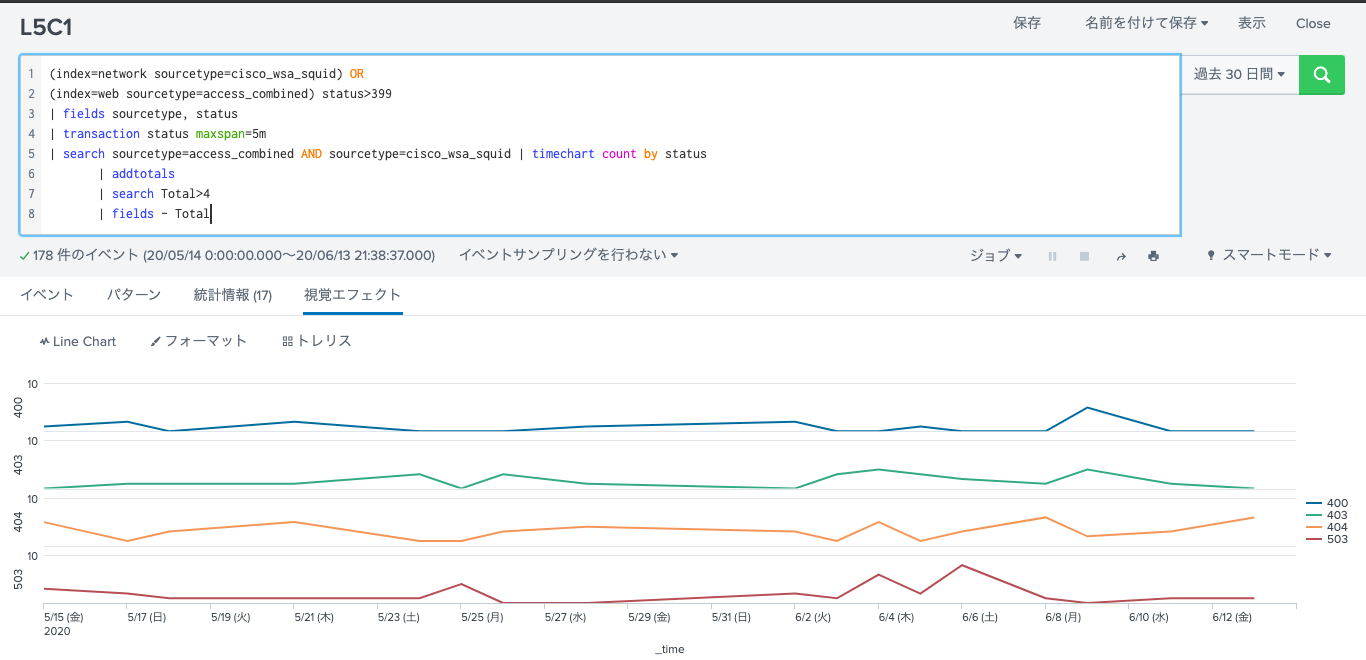 L5C1
保存 名前を付けて保存 表示 Close
1 (index=network sourcetype=cisco_wsa_squid) OR
2 (index=web sourcetype=access_combined) status>399
3 | fields sourcetype, status
4 | transaction status maxspan=5m
5 | search sourcetype=access_combined AND sourcetype=cisco_wsa_squid | timechart count by status
6 | addtotals
7 | search Total>4
8 | fields - Total
過去 30 日間
178 件のイベント (20/05/14 0:00:00.000～20/06/13 21:38:37.000) イベントサンプリングを行わない ジョブ スマートモード
イベント パターン 統計情報 (17) 視覚エフェクト
Line Chart フォーマット トレリス
10
400
10
403
10
404
10
503
400
403
404
503
5/15 (金) 5/17 (日) 5/19 (火) 5/21 (木) 5/23 (土) 5/25 (月) 5/27 (水) 5/29 (金) 5/31 (日) 6/2 (火) 6/4 (木) 6/6 (土) 6/8 (月) 6/10 (水) 6/12 (金)
2020
_time